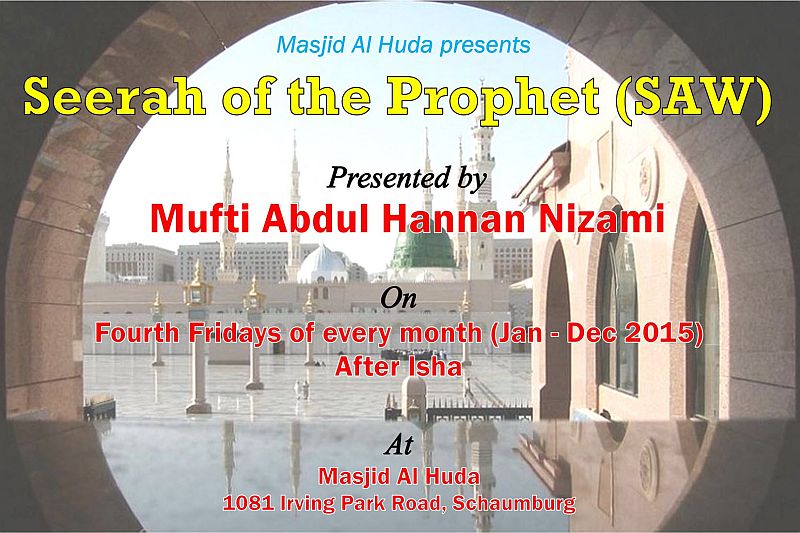 Masjid Al Huda presents
Seerah of the Prophet (SAW)
Presented by
Mufti Abdul Hannan Nizami
On
Fourth Fridays of every month (Jan - Dec 2015)
After Isha
At
Masjid Al Huda
1081 Irving Park Road, Schaumburg